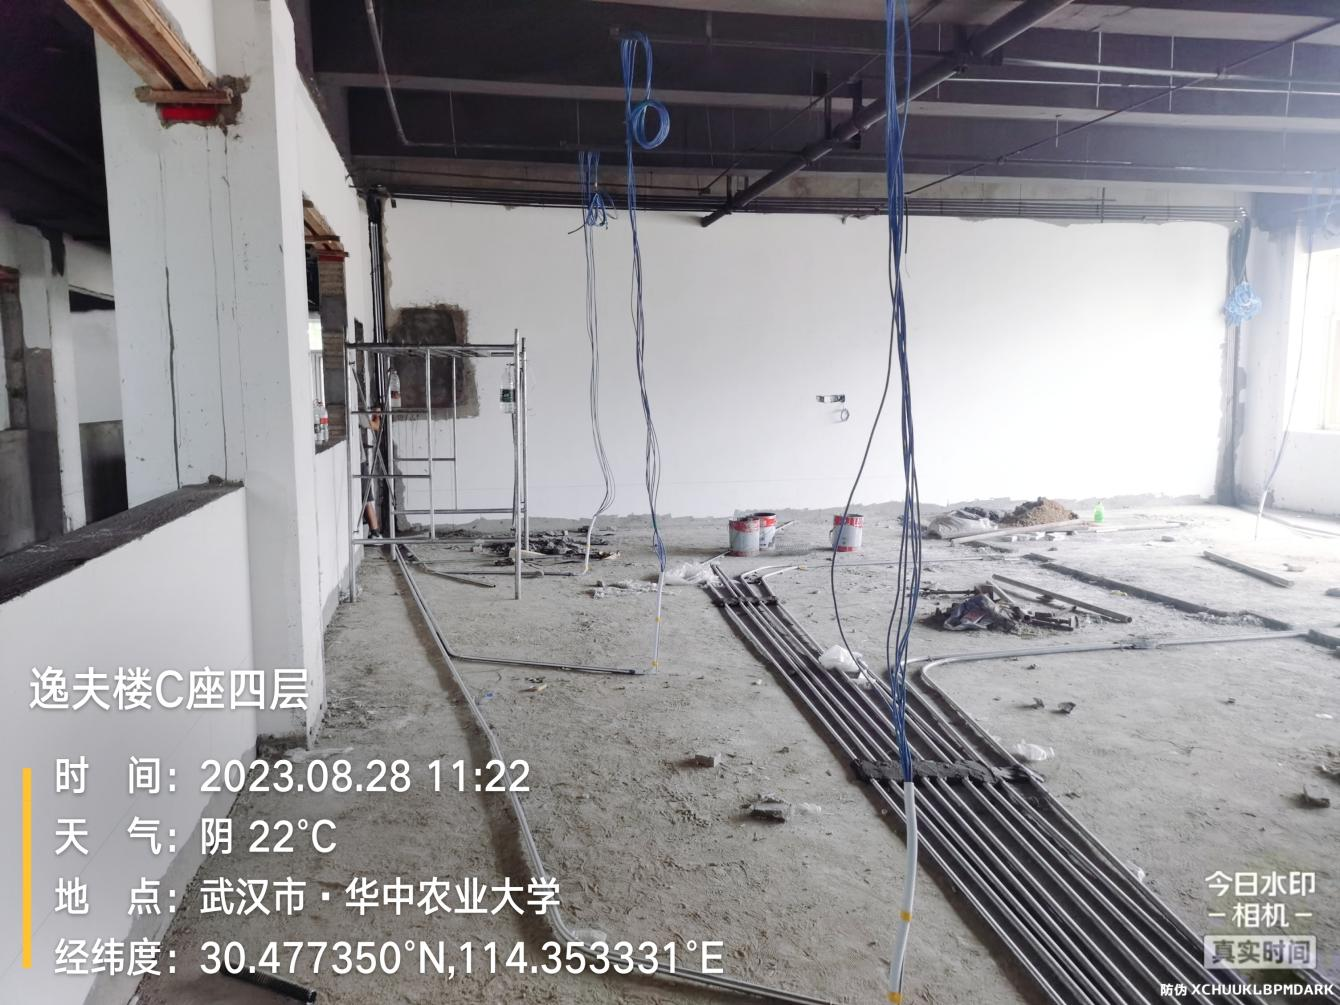 逸夫楼C座四层
时 间：2023.08.28 11:22
天 气：阴 22°C
地 点：武汉市·华中农业大学
经纬度：30.477350°N,114.353331°E
今日水印
-相机-
真实时间
防伪 XCHUUKLBPMDARK